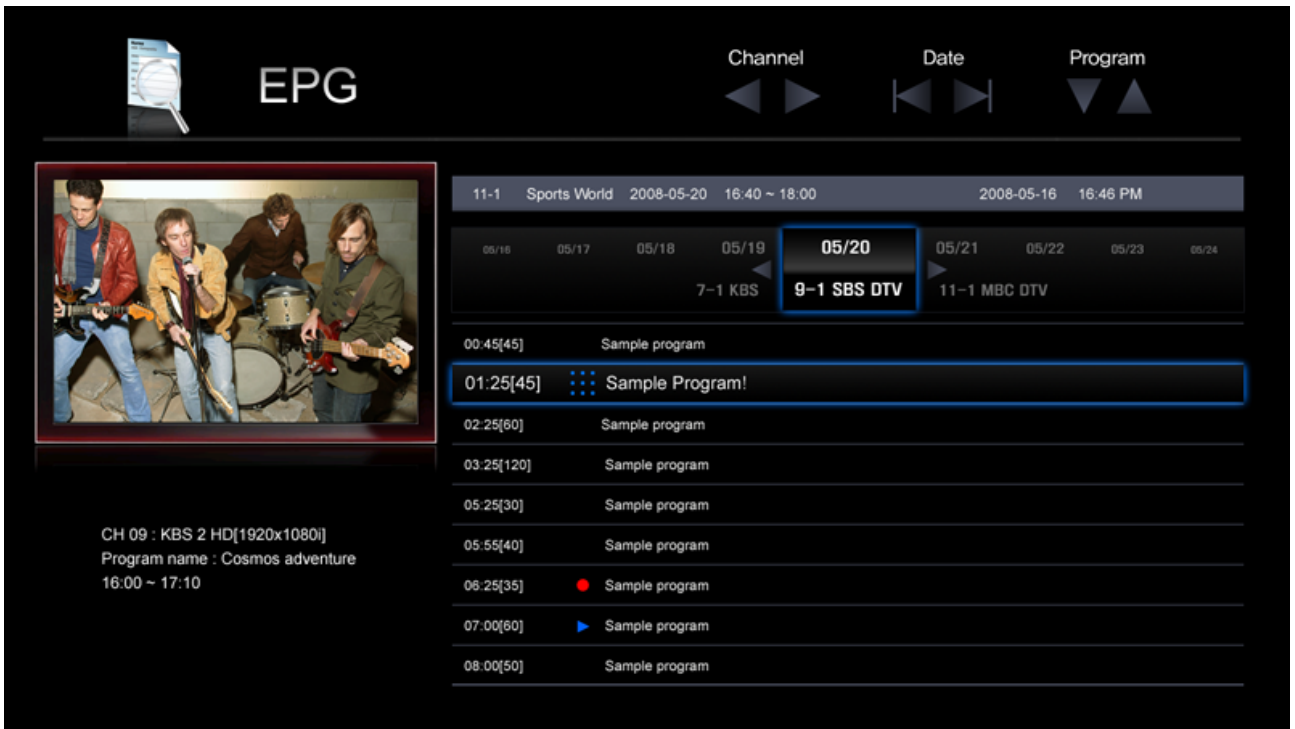 EPG
Channel Date Program
11-1 Sports World 2008-05-20 16:40 ~ 18:00 2008-05-16 16:46 PM
05/16 05/17 05/18 05/19 05/20 05/21 05/22 05/23 05/24
7-1 KBS 9-1 SBS DTV 11-1 MBC DTV
00:45[45] Sample program
01:25[45] Sample Program!
02:25[60] Sample program
03:25[120] Sample program
05:25[30] Sample program
05:55[40] Sample program
06:25[35] Sample program
07:00[60] Sample program
08:00[50] Sample program
CH 09 : KBS 2 HD[1920x1080i]
Program name : Cosmos adventure
16:00 ~ 17:10